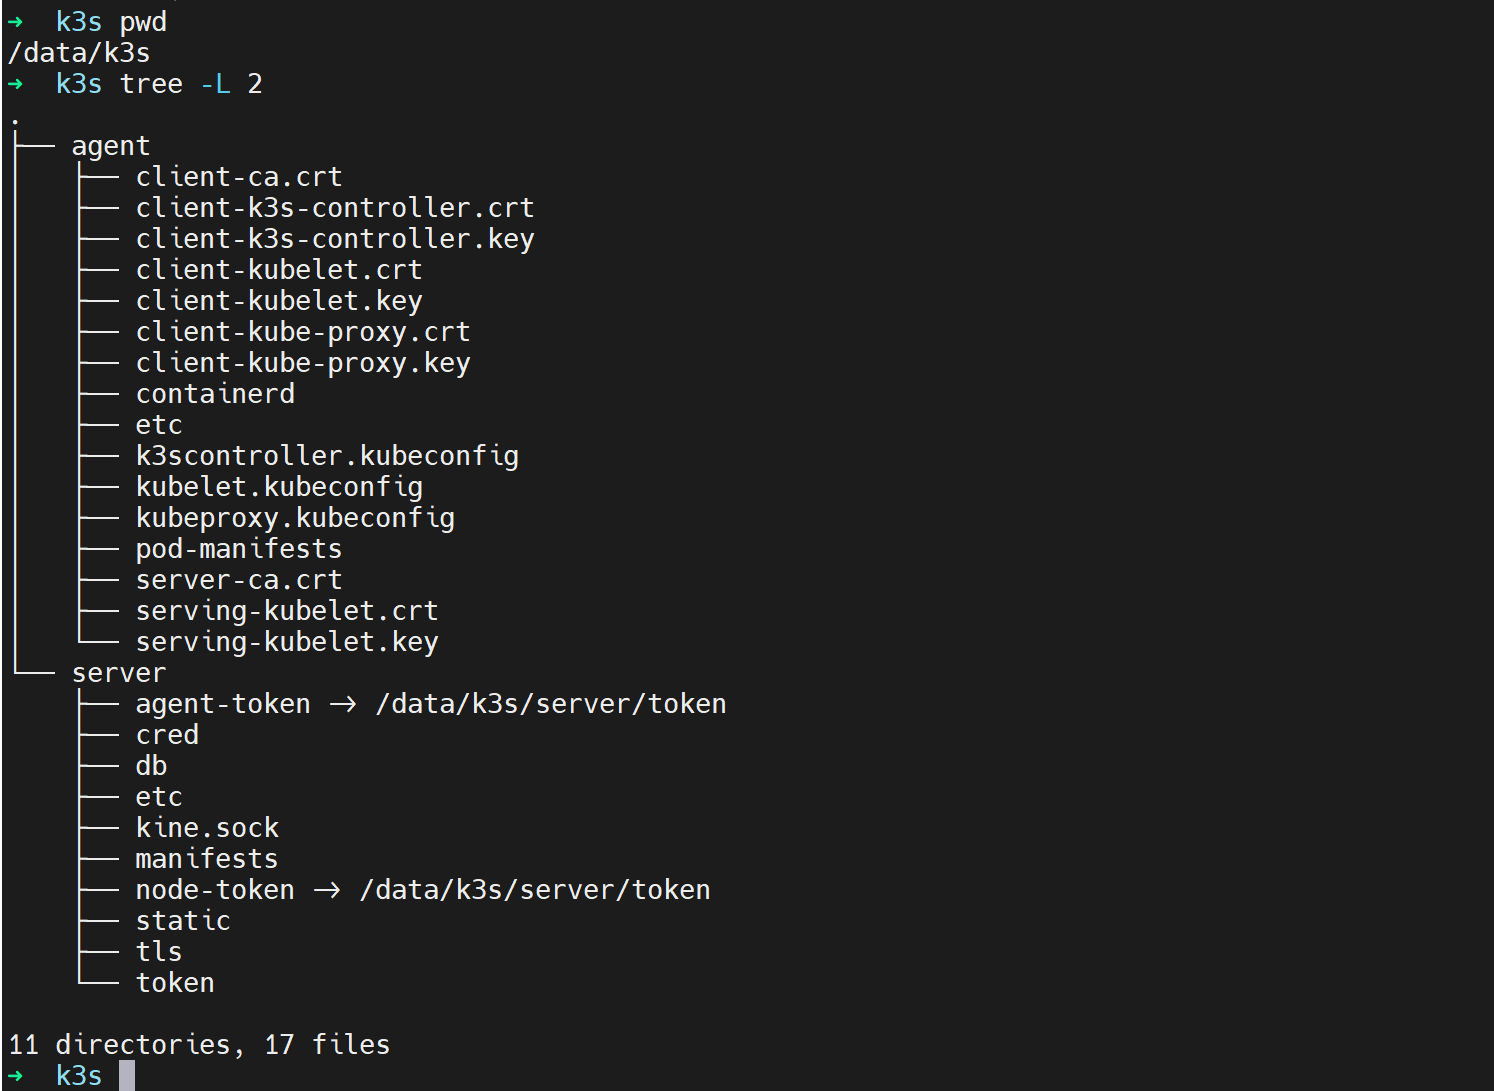 ➜  k3s pwd
/data/k3s
➜  k3s tree -L 2
.
├── agent
│   ├── client-ca.crt
│   ├── client-k3s-controller.crt
│   ├── client-k3s-controller.key
│   ├── client-kubelet.crt
│   ├── client-kubelet.key
│   ├── client-kube-proxy.crt
│   ├── client-kube-proxy.key
│   ├── containerd
│   ├── etc
│   ├── k3scontroller.kubeconfig
│   ├── kubelet.kubeconfig
│   ├── kubeproxy.kubeconfig
│   ├── pod-manifests
│   ├── server-ca.crt
│   ├── serving-kubelet.crt
│   └── serving-kubelet.key
└── server
    ├── agent-token -> /data/k3s/server/token
    ├── cred
    ├── db
    ├── etc
    ├── kine.sock
    ├── manifests
    ├── node-token -> /data/k3s/server/token
    ├── static
    ├── tls
    └── token

11 directories, 17 files
➜  k3s